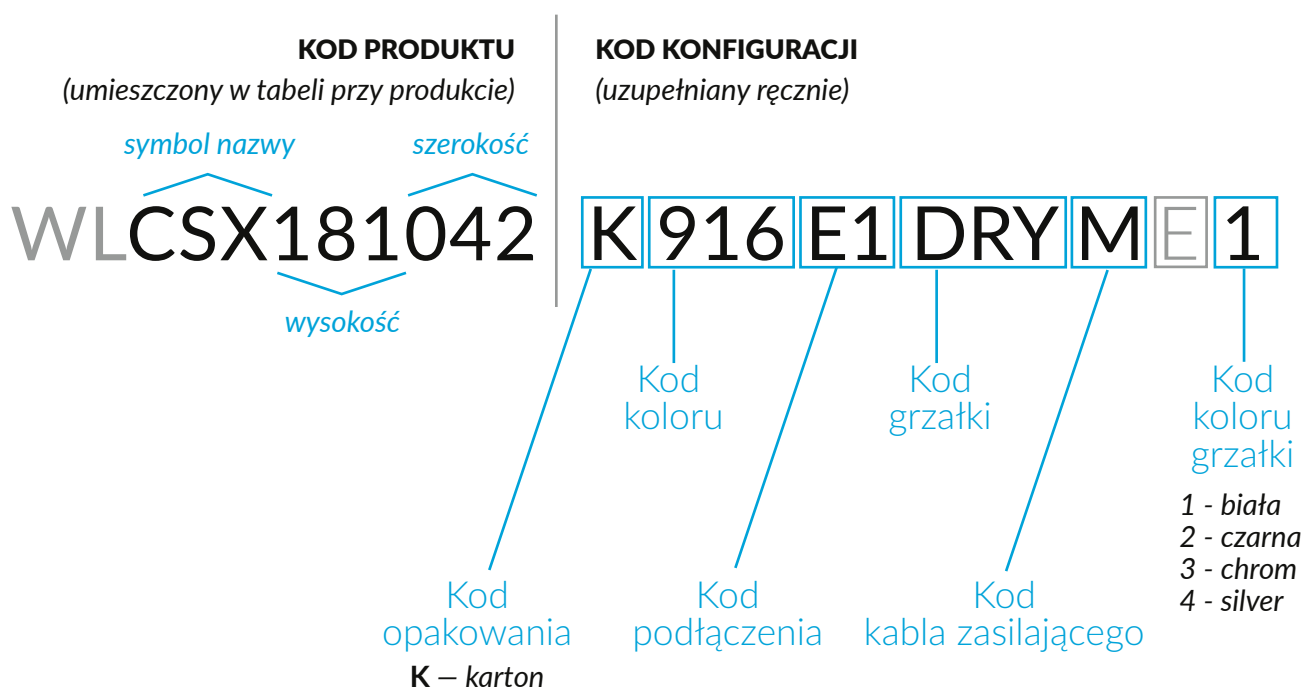 KOD PRODUKTU
(umieszczony w tabeli przy produkcie)
KOD KONFIGURACJI
(uzupełniany ręcznie)
symbol nazwy
szerokość
WLCSX181042
K 916 E1 DRY M E 1
wysokość
Kod
koloru
Kod
grzałki
Kod
koloru
grzałki
1 - biała
2 - czarna
3 - chrom
4 - silver
Kod
opakowania
K — karton
Kod
podłączenia
Kod
kabla zasilającego